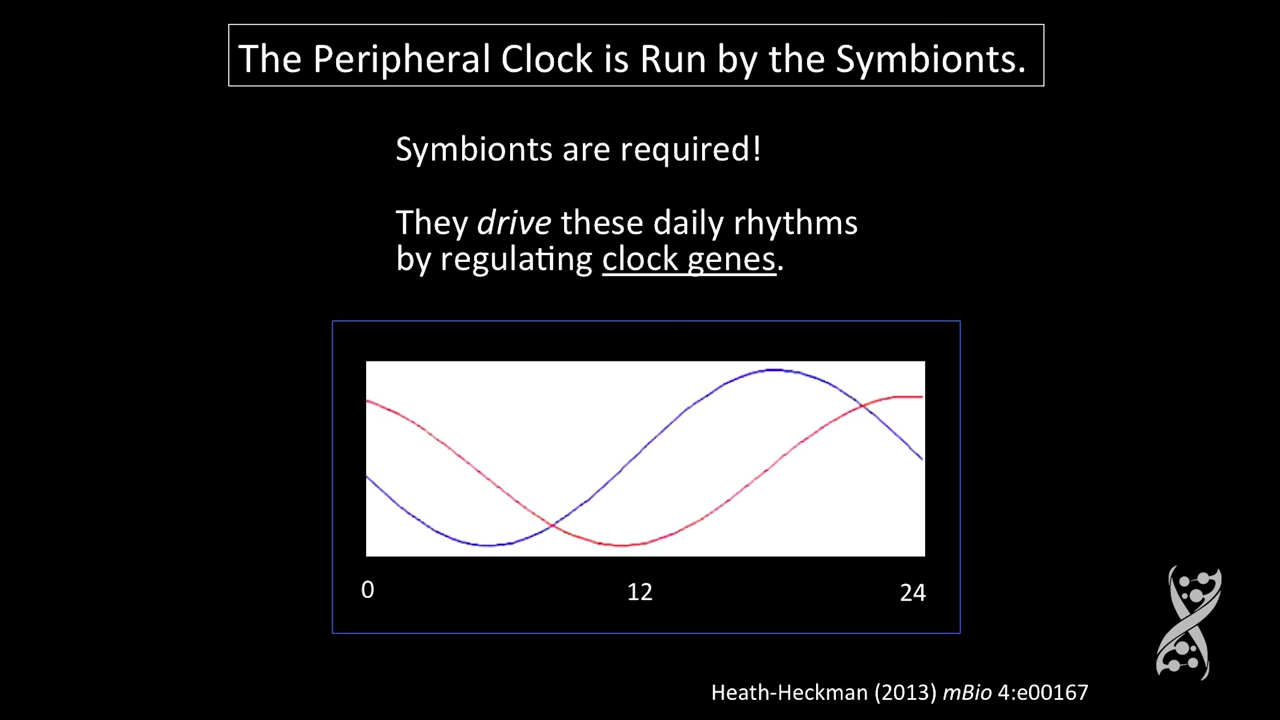 The Peripheral Clock is Run by the Symbionts.
Symbionts are required!
They drive these daily rhythms
by regulating clock genes.
0 12 24
Heath-Heckman (2013) mBio 4:e00167